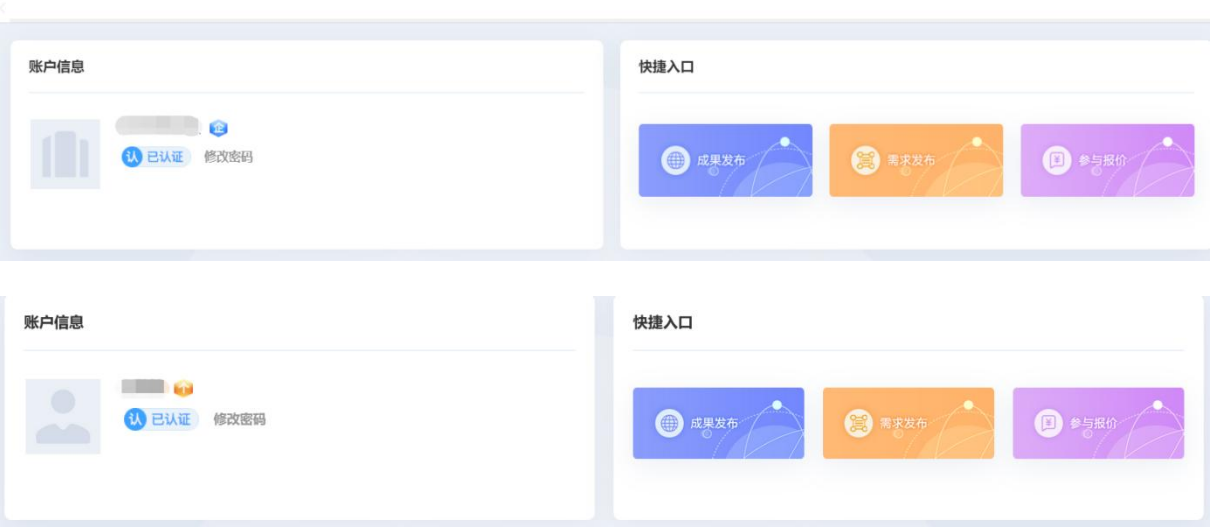 账户信息
快捷入口
企
认 已认证 修改密码
成果发布
需求发布
参与报价
账户信息
快捷入口
个
认 已认证 修改密码
成果发布
需求发布
参与报价